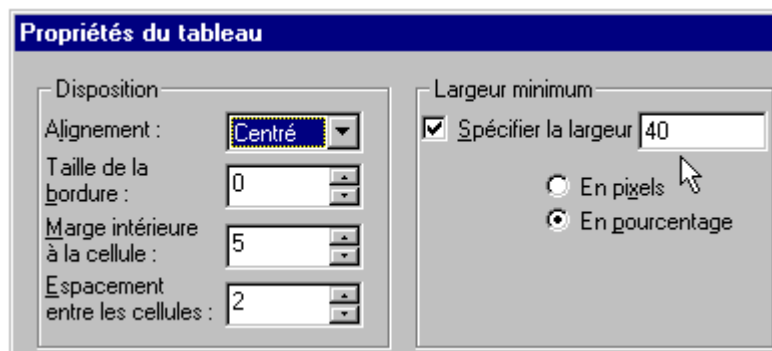 Propriétés du tableau
Disposition
Alignement :
Centré
Taille de la
bordure :
0
Marge intérieure
à la cellule :
5
Espacement
entre les cellules :
2
Largeur minimum
Spécifier la largeur
40
En pixels
En pourcentage